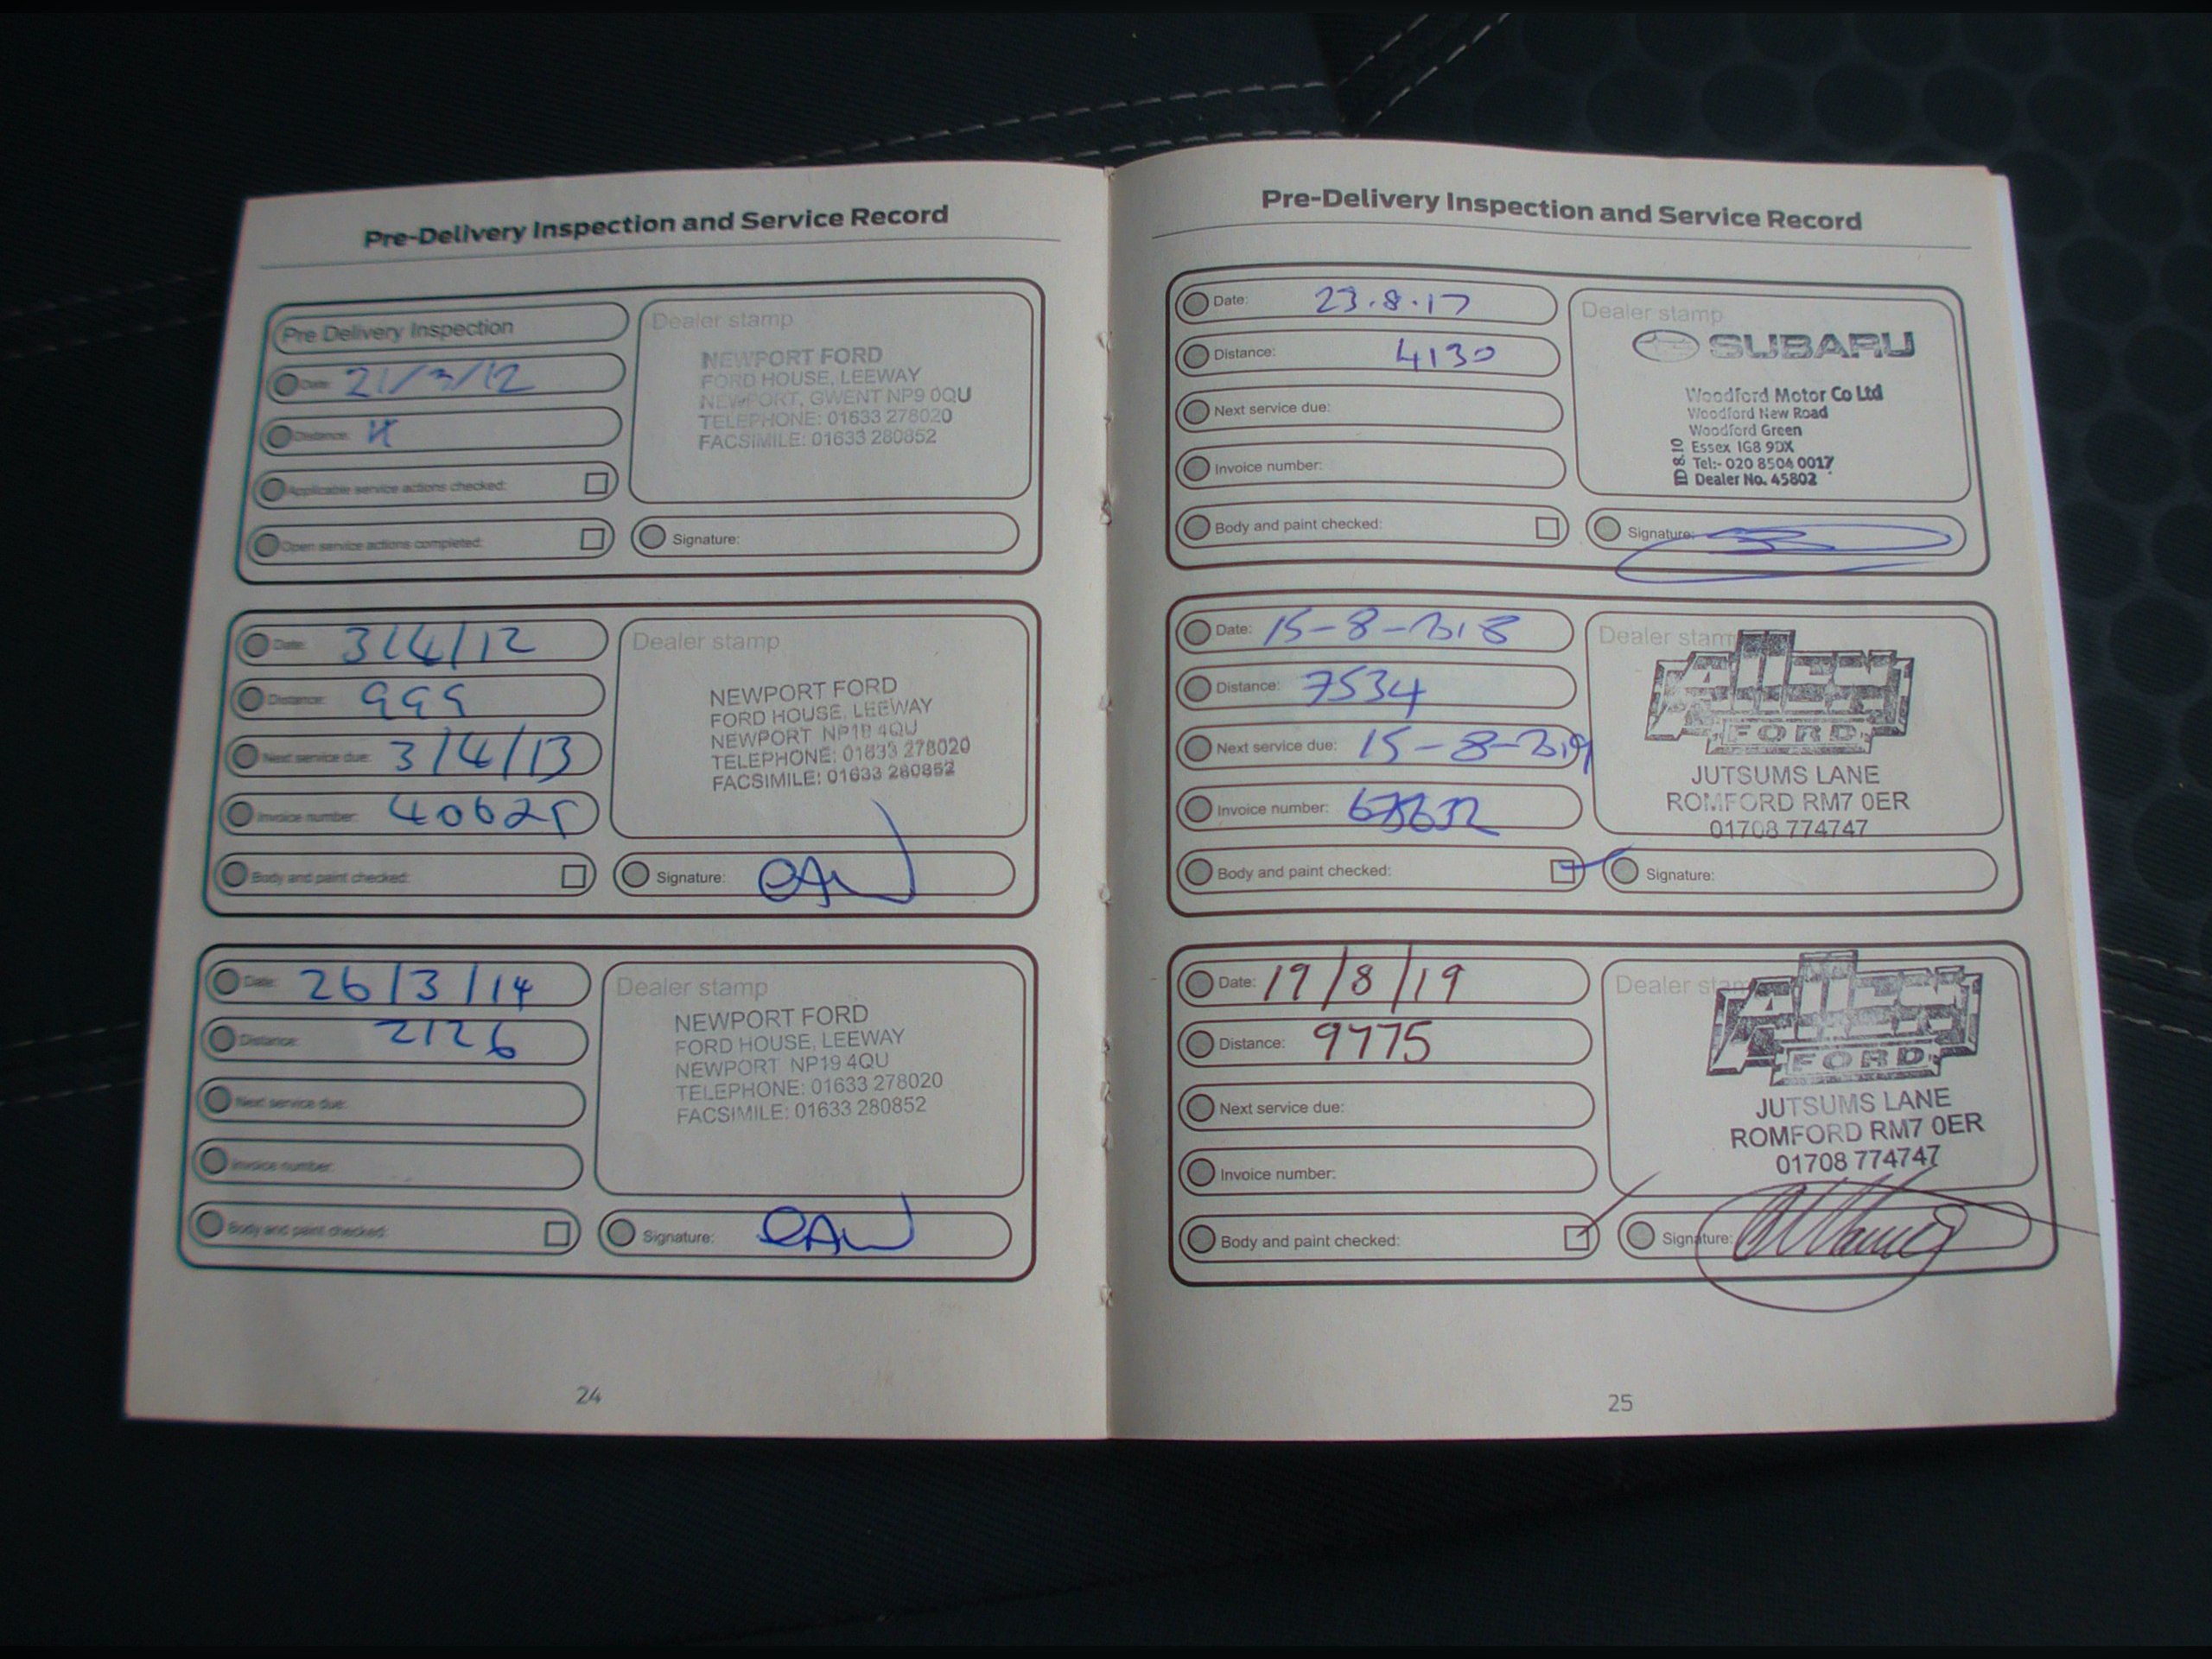 Pre-Delivery Inspection and Service Record
Pre Delivery Inspection
Date: 21/3/12
Distance:
Applicable service actions checked:
Open service actions completed:
Dealer stamp
NEWPORT FORD
FORD HOUSE, LEEWAY
NEWPORT, GWENT NP9 0QU
TELEPHONE: 01633 278020
FACSIMILE: 01633 280852
Signature:
Date: 3/4/12
Distance: 999
Next service due: 3/4/13
Invoice number:
Body and paint checked:
Dealer stamp
NEWPORT FORD
FORD HOUSE, LEEWAY
NEWPORT NP19 4QU
TELEPHONE: 01633 278020
FACSIMILE: 01633 280852
Signature:
Date: 26/3/14
Distance: 2126
Next service due:
Invoice number:
Body and paint checked:
Dealer stamp
NEWPORT FORD
FORD HOUSE, LEEWAY
NEWPORT NP19 4QU
TELEPHONE: 01633 278020
FACSIMILE: 01633 280852
Signature:
24
Pre-Delivery Inspection and Service Record
Date: 23.8.17
Distance: 4130
Next service due:
Invoice number:
Body and paint checked:
Dealer stamp
SUBARU
Woodford Motor Co Ltd
Woodford New Road
Woodford Green
Essex IG8 9DX
Tel:- 020 8504 0017
Dealer No. 45802
Signature:
Date: 15-8-2018
Distance: 7534
Next service due: 15-8-2019
Invoice number:
Body and paint checked:
Dealer stamp
Allen
FORD
JUTSUMS LANE
ROMFORD RM7 0ER
01708 774747
Signature:
Date: 19/8/19
Distance: 9775
Next service due:
Invoice number:
Body and paint checked:
Dealer stamp
Allen
FORD
JUTSUMS LANE
ROMFORD RM7 0ER
01708 774747
Signature:
25